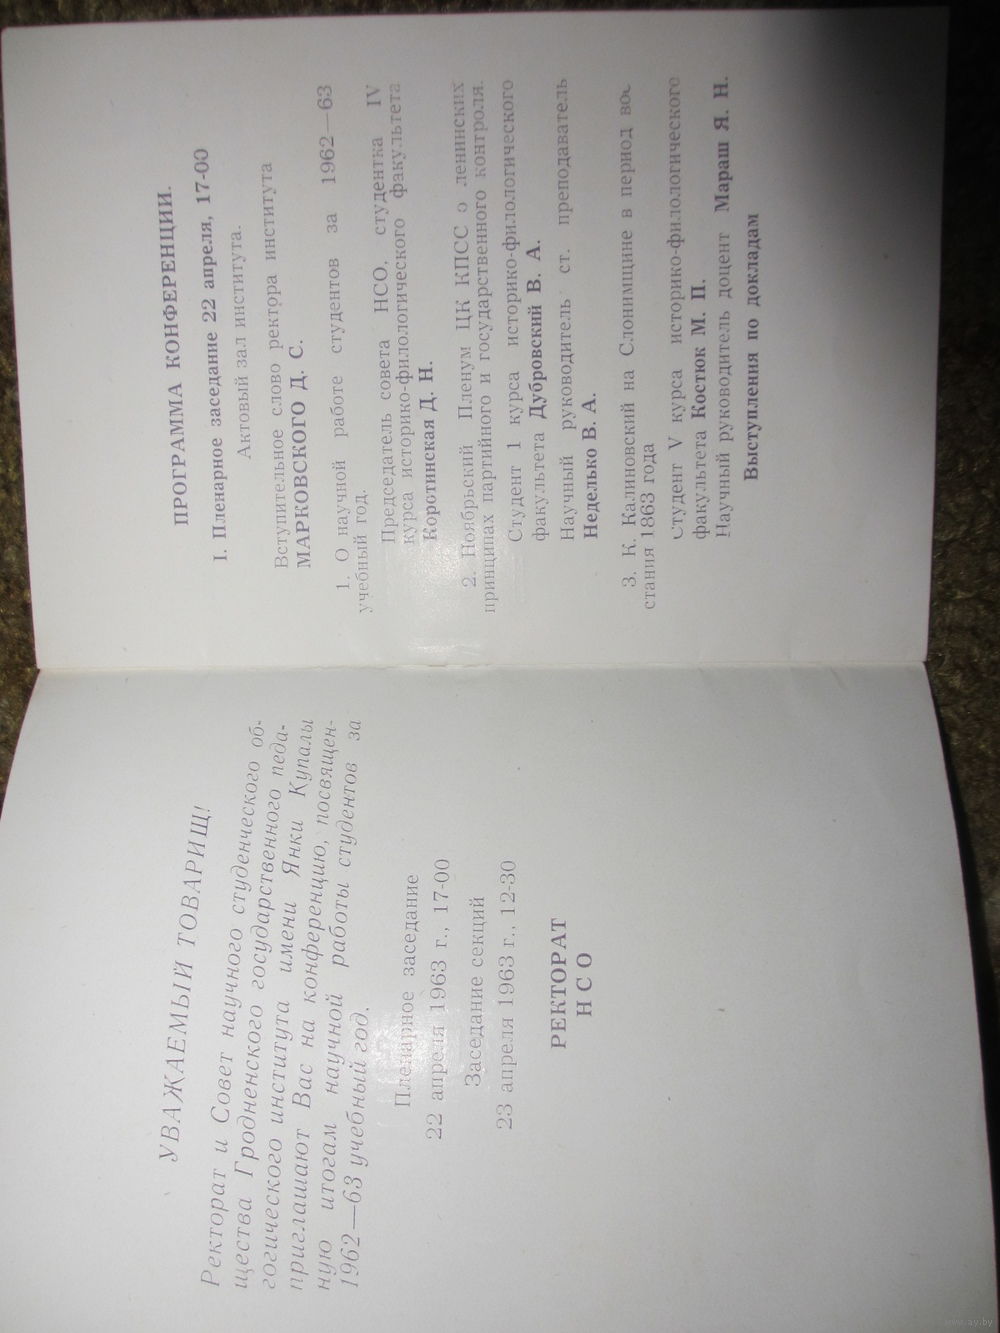 УВАЖАЕМЫЙ ТОВАРИЩ!
Ректорат и Совет научного студенческого об-
щества Гродненского государственного педа-
гогического института имени Янки Купалы
приглашают Вас на конференцию, посвящен-
ную итогам научной работы студентов за
1962—63 учебный год.
Пленарное заседание
22 апреля 1963 г., 17-00
Заседание секций
23 апреля 1963 г., 12-30
РЕКТОРАТ
НСО
ПРОГРАММА КОНФЕРЕНЦИИ.
I. Пленарное заседание 22 апреля, 17-00
Актовый зал института.
Вступительное слово ректора института
МАРКОВСКОГО Д. С.
1. О научной работе студентов за 1962—63
учебный год.
Председатель совета НСО, студентка IV
курса историко-филологического факультета
Коротинская Д. Н.
2. Ноябрьский Пленум ЦК КПСС о ленинских
принципах партийного и государственного контроля.
Студент 1 курса историко-филологического
факультета Дубровский В. А.
Научный руководитель ст. преподаватель
Неделько В. А.
3. К. Калиновский на Слонимщине в период вос
стания 1863 года
Студент V курса историко-филологического
факультета Костюк М. П.
Научный руководитель доцент Мараш Я. Н.
Выступления по докладам
www.ay.by